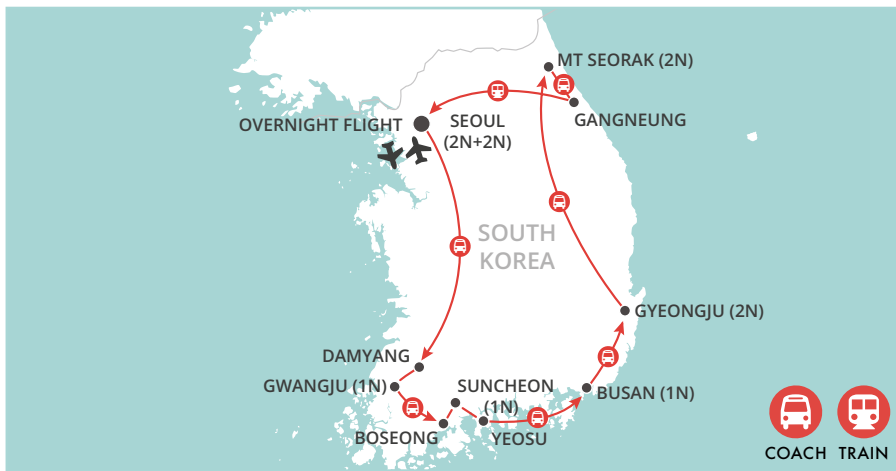 MT SEORAK (2N)
GANGNEUNG
OVERNIGHT FLIGHT
SEOUL
(2N+2N)
SOUTH
KOREA
GYEONGJU (2N)
DAMYANG
GWANGJU (1N)
SUNCHEON
(1N)
BUSAN (1N)
BOSEONG
YEOSU
COACH
TRAIN